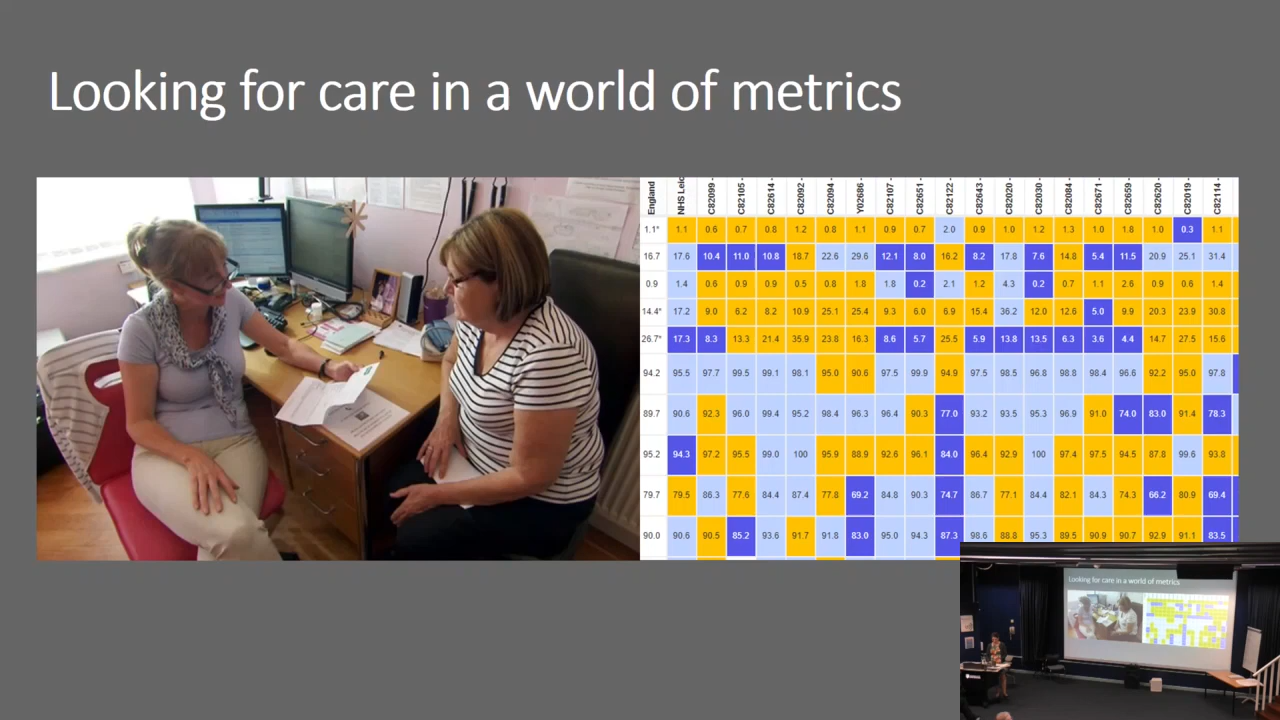 Looking for care in a world of metrics
England NHS Leic C82099 - C82105 - C82614 - C82092 - C82094 - Y02686 - C82107 - C82651 - C82122 - C82643 - C82020 - C82030 - C82084 - C82671 - C82659 - C82620 - C82019 - C82114 -
1.1* 1.1 0.6 0.7 0.8 1.2 0.8 1.1 0.9 0.7 2.0 0.9 1.0 1.2 1.3 1.0 1.8 1.0 0.3 1.1
16.7 17.6 10.4 11.0 10.8 18.7 22.6 29.6 12.1 8.0 16.2 8.2 17.8 7.6 14.8 5.4 11.5 20.9 25.1 31.4
0.9 1.4 0.6 0.9 0.9 0.5 0.8 1.8 1.8 0.2 2.1 1.2 4.3 0.2 0.7 1.1 2.6 0.9 0.6 1.4
14.4* 17.2 9.0 6.2 8.2 10.9 25.1 25.4 9.3 6.0 6.9 15.4 36.2 12.0 12.6 5.0 9.9 20.3 23.9 30.8
26.7* 17.3 8.3 13.3 21.4 35.9 23.8 16.3 8.6 5.7 25.5 5.9 13.8 13.5 6.3 3.6 4.4 14.7 27.5 15.6
94.2 95.5 97.7 99.5 99.1 98.1 95.0 90.6 97.5 99.9 94.9 97.5 98.5 96.8 98.8 98.4 96.6 92.2 95.0 97.8
89.7 90.6 92.3 96.0 99.4 95.2 98.4 96.3 96.4 90.3 77.0 93.2 93.5 95.3 96.9 91.0 74.0 83.0 91.4 78.3
95.2 94.3 97.2 95.5 99.0 100 95.9 88.9 92.6 96.1 84.0 96.4 92.9 100 97.4 97.5 94.5 87.8 99.6 93.8
79.7 79.5 86.3 77.6 84.4 87.4 77.8 69.2 84.8 90.3 74.7 86.7 77.1 84.4 82.1 84.3 74.3 66.2 80.9 69.4
90.0 90.6 90.5 85.2 93.6 91.7 91.8 83.0 95.0 94.3 87.3 98.6 88.8 95.3 89.5 90.9 90.7 92.9 91.1 83.5
Looking for care in a world of metrics